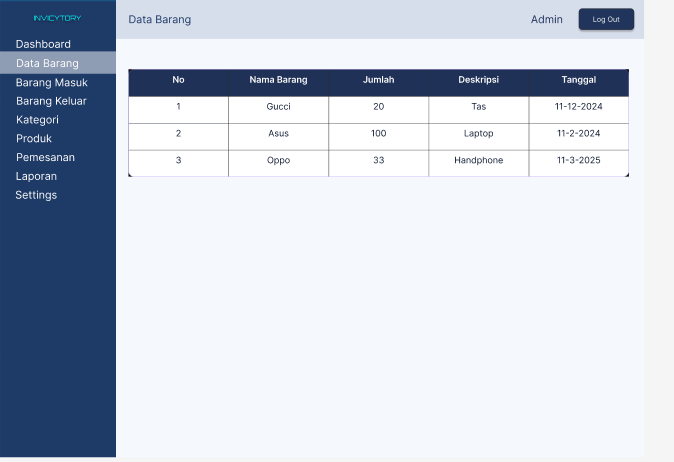 INVICYTORY
Data Barang
Admin
Log Out
Dashboard
Data Barang
Barang Masuk
Barang Keluar
Kategori
Produk
Pemesanan
Laporan
Settings
No Nama Barang Jumlah Deskripsi Tanggal
1 Gucci 20 Tas 11-12-2024
2 Asus 100 Laptop 11-2-2024
3 Oppo 33 Handphone 11-3-2025